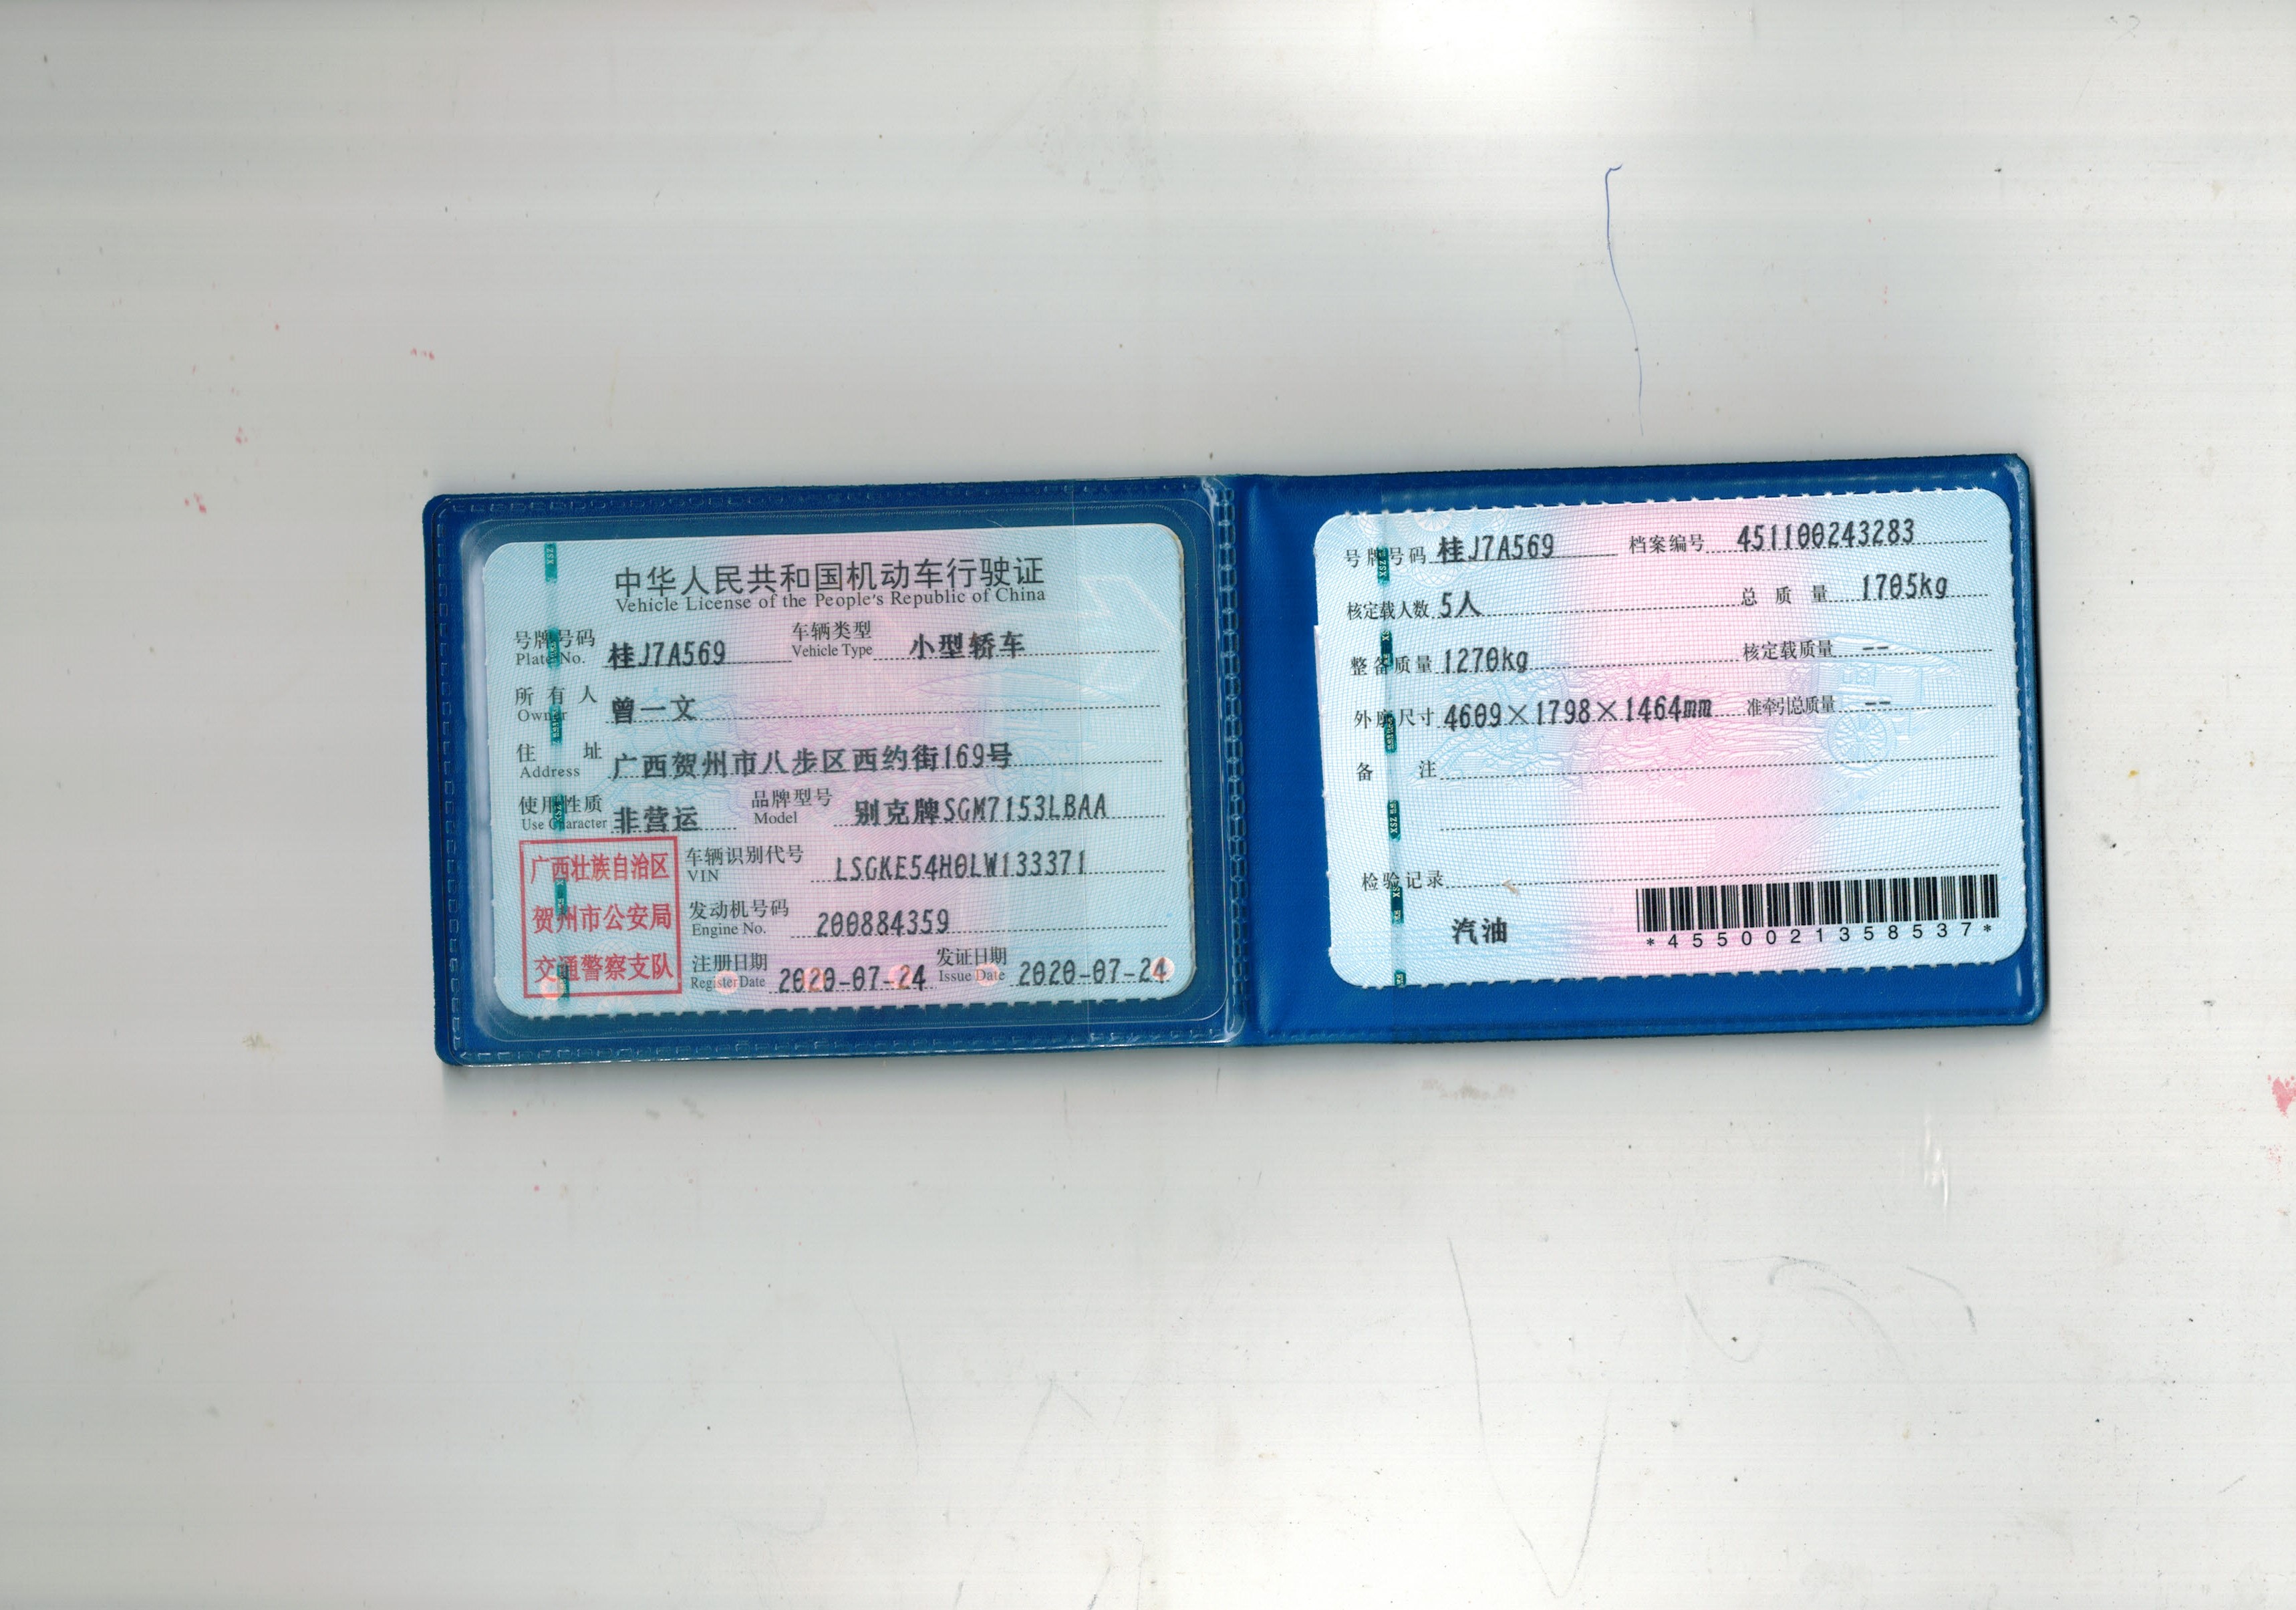 中华人民共和国机动车行驶证
Vehicle License of the People's Republic of China
号牌号码 桂J7A569 车辆类型 小型轿车
Plate No. Vehicle Type
所有人 曾一文
Owner
住址 广西贺州市八步区西约街169号
Address
使用性质 非营运 品牌型号 别克牌SGM7153LBAA
Use Character Model
广西壮族自治区
贺州市公安局
交通警察支队
车辆识别代号 LSGKE54H0LW133371
VIN
发动机号码 200884359
Engine No.
注册日期 2020-07-24 发证日期 2020-07-24
Register Date Issue Date
号牌号码 桂J7A569 档案编号 451100243283
核定载人数 5人 总质量 1705kg
整备质量 1270kg 核定载质量 --
外廓尺寸 4609×1798×1464mm 准牵引总质量 --
备注
检验记录
汽油
*4550021358537*